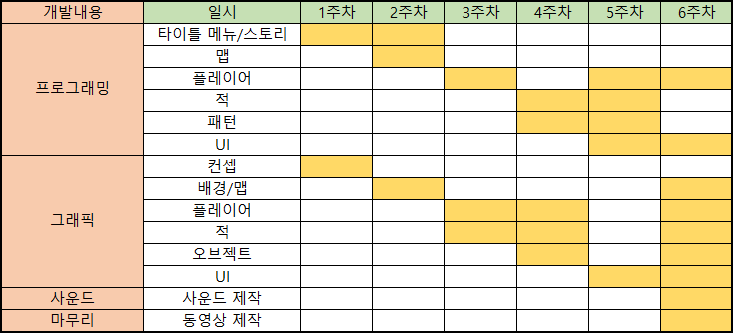 개발내용 일시 1주차 2주차 3주차 4주차 5주차 6주차
프로그래밍 타이틀 메뉴/스토리
맵
플레이어
적
패턴
UI
그래픽 컨셉
배경/맵
플레이어
적
오브젝트
UI
사운드 사운드 제작
마무리 동영상 제작